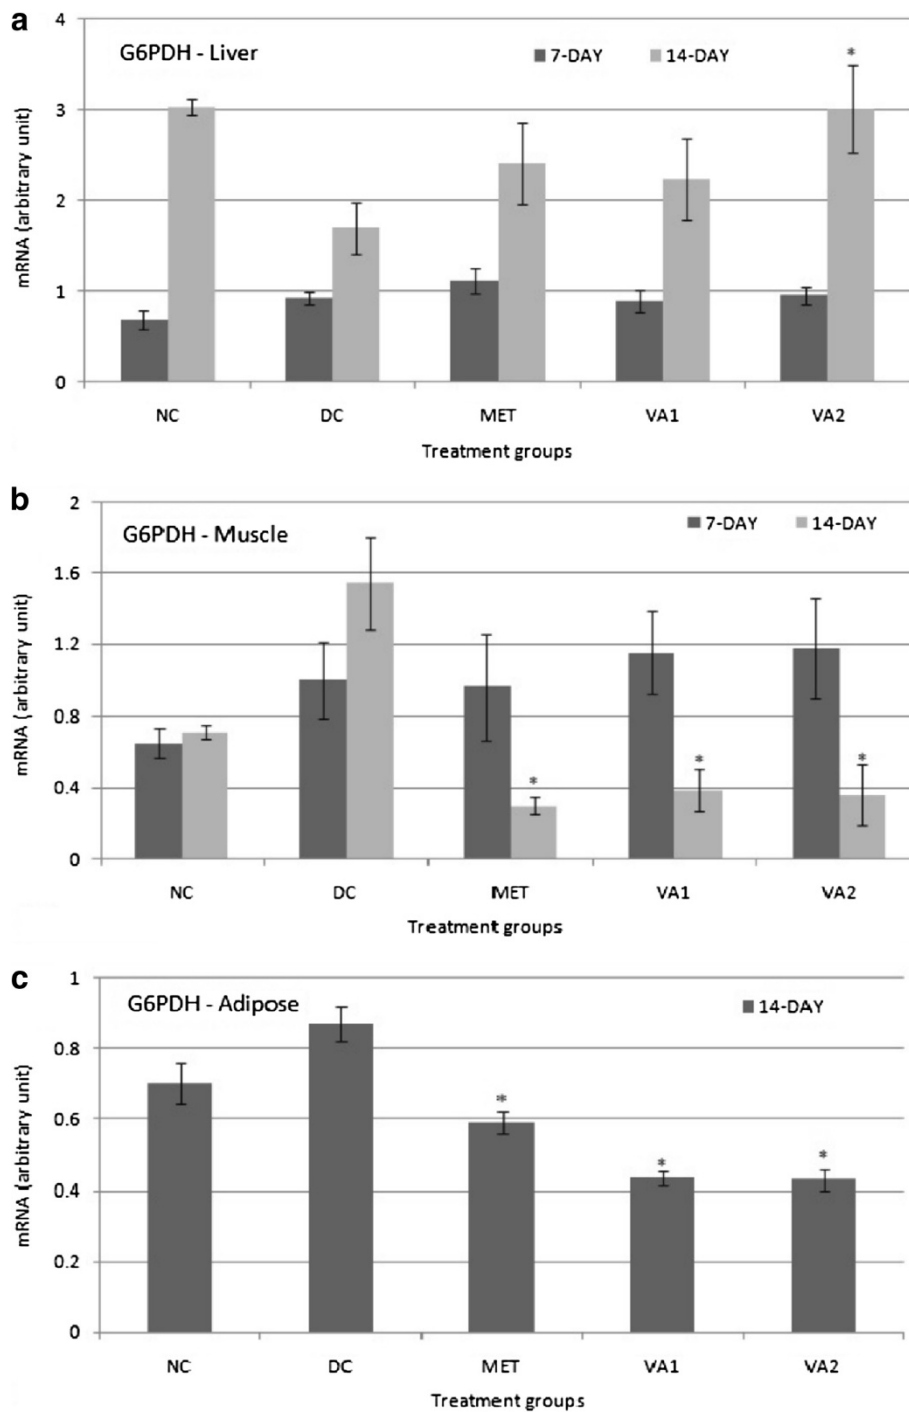 a
G6PDH - Liver
7-DAY 14-DAY
mRNA (arbitrary unit)
4
3
2
1
0
*
NC DC MET VA1 VA2
Treatment groups
b
G6PDH - Muscle
7-DAY 14-DAY
mRNA (arbitrary unit)
2
1.6
1.2
0.8
0.4
0
* * *
NC DC MET VA1 VA2
Treatment groups
c
G6PDH - Adipose
14-DAY
mRNA (arbitrary unit)
1
0.8
0.6
0.4
0.2
0
* * *
NC DC MET VA1 VA2
Treatment groups